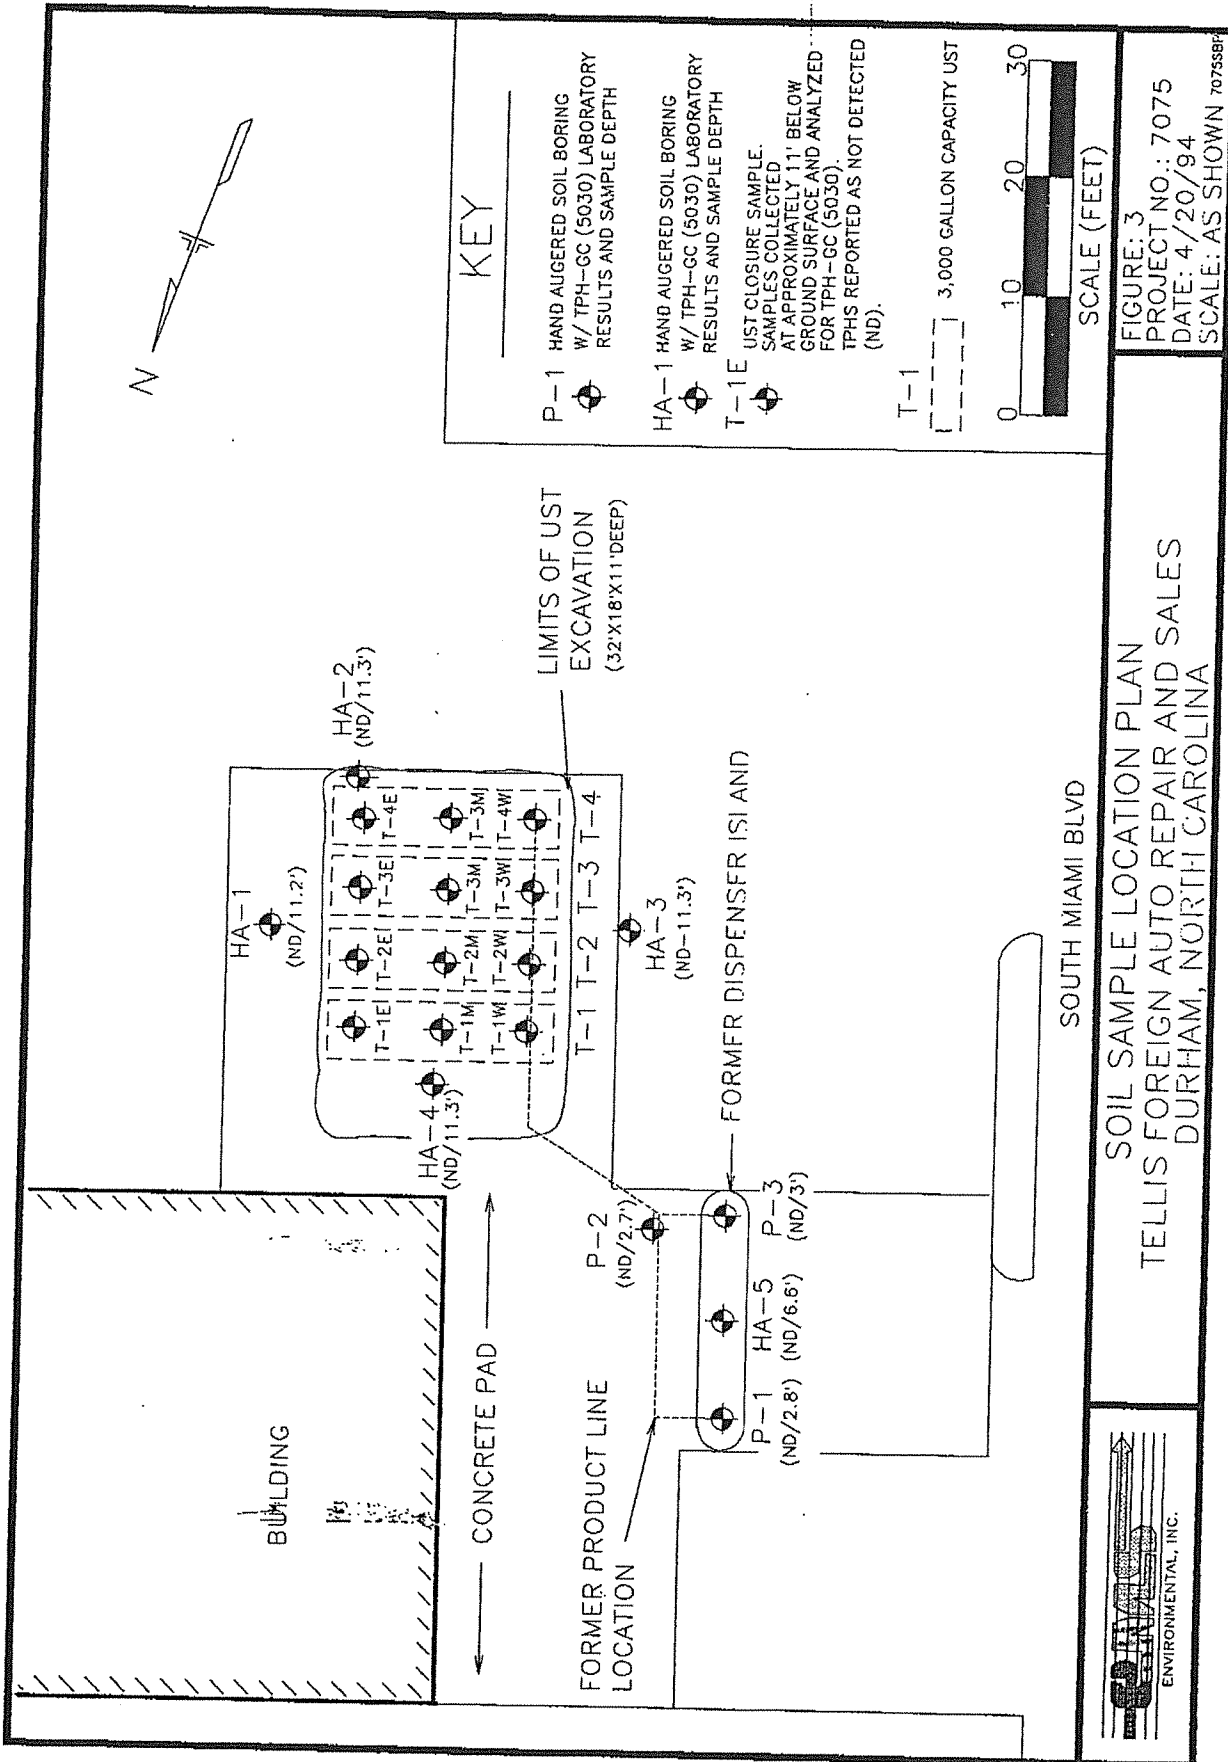 N
BUILDING
CONCRETE PAD
FORMER PRODUCT LINE
LOCATION
HA-1
(ND/11.2')
HA-2
(ND/11.3')
HA-4
(ND/11.3')
T-1E
T-2E
T-3E
T-4E
T-1M
T-2M
T-3M
T-3M
T-1W
T-2W
T-3W
T-4W
T-1
T-2
T-3
T-4
HA-3
(ND-11.3')
LIMITS OF UST
EXCAVATION
(32'X18'X11'DEEP)
P-2
(ND/2.7')
FORMER DISPENSER ISLAND
P-1
(ND/2.8')
HA-5
(ND/6.6')
P-3
(ND/3')
SOUTH MIAMI BLVD
KEY
P-1
HAND AUGERED SOIL BORING
W/ TPH-GC (5030) LABORATORY
RESULTS AND SAMPLE DEPTH
HA-1
HAND AUGERED SOIL BORING
W/ TPH-GC (5030) LABORATORY
RESULTS AND SAMPLE DEPTH
T-1E
UST CLOSURE SAMPLE.
SAMPLES COLLECTED
AT APPROXIMATELY 11' BELOW
GROUND SURFACE AND ANALYZED
FOR TPH-GC (5030).
TPHS REPORTED AS NOT DETECTED
(ND).
T-1
3,000 GALLON CAPACITY UST
0 10 20 30
SCALE (FEET)
ENVIRONMENTAL, INC.
SOIL SAMPLE LOCATION PLAN
TELLIS FOREIGN AUTO REPAIR AND SALES
DURHAM, NORTH CAROLINA
FIGURE: 3
PROJECT NO.: 7075
DATE: 4/20/94
SCALE: AS SHOWN 7075SBP